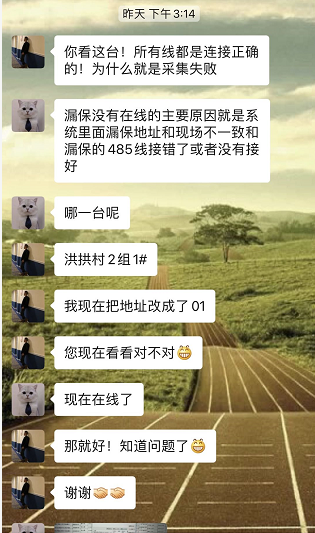 昨天 下午3:14
你看这台！所有线都是连接正确
的！为什么就是采集失败
漏保没有在线的主要原因就是系
统里面漏保地址和现场不一致和
漏保的485线接错了或者没有接
好
哪一台呢
洪拱村2组1#
我现在把地址改成了01
您现在看看对不对😁
现在在线了
那就好！知道问题了😁
谢谢🤝🤝